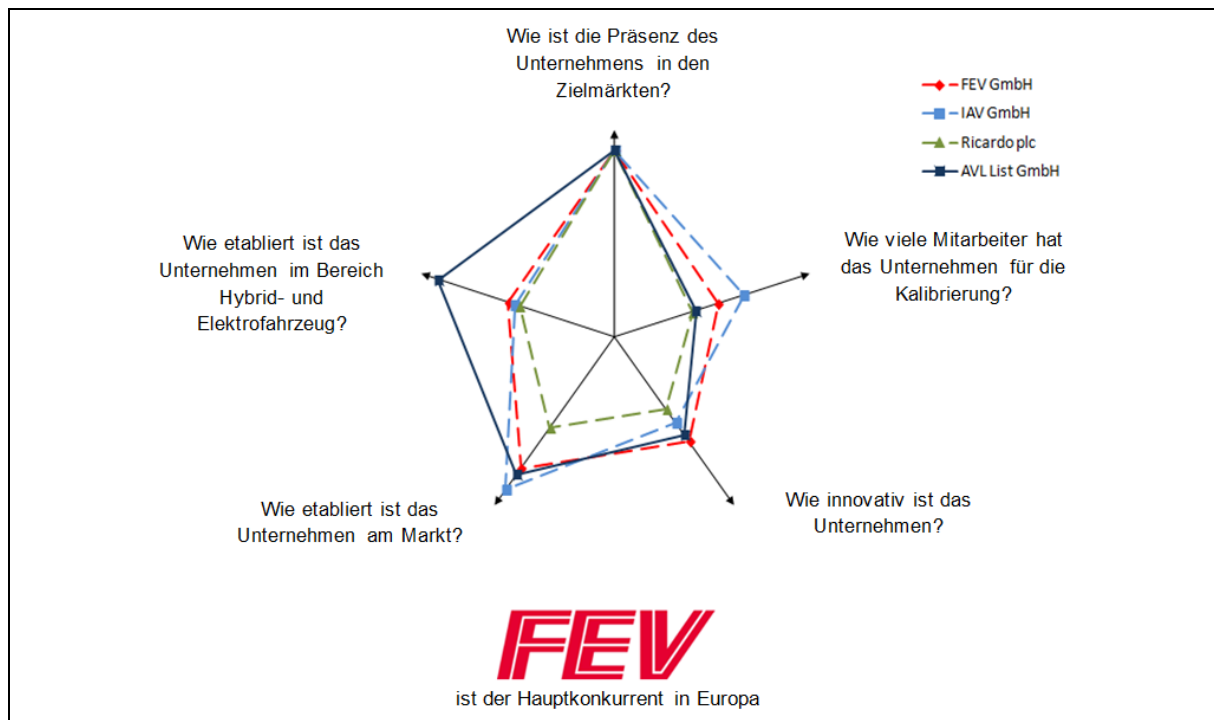 Wie ist die Präsenz des
Unternehmens in den
Zielmärkten?
FEV GmbH
IAV GmbH
Ricardo plc
AVL List GmbH
Wie etabliert ist das
Unternehmen im Bereich
Hybrid- und
Elektrofahrzeug?
Wie viele Mitarbeiter hat
das Unternehmen für die
Kalibrierung?
Wie etabliert ist das
Unternehmen am Markt?
Wie innovativ ist das
Unternehmen?
FEV
ist der Hauptkonkurrent in Europa